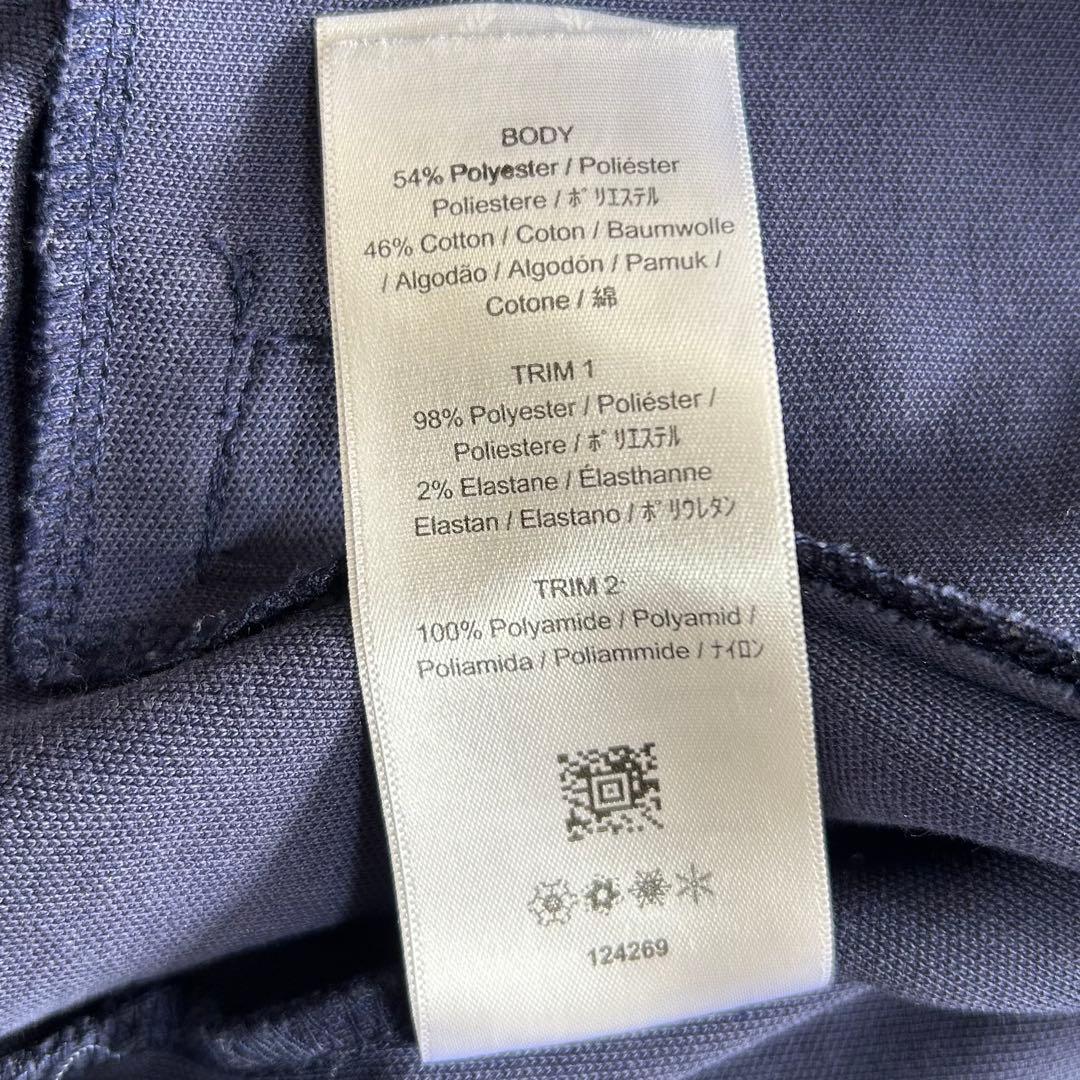 BODY
54% Polyester / Poliéster
Poliestere / ﾎﾟﾘｴｽﾃﾙ
46% Cotton / Coton / Baumwolle
/ Algodão / Algodón / Pamuk /
Cotone / 綿
TRIM 1
98% Polyester / Poliéster /
Poliestere / ﾎﾟﾘｴｽﾃﾙ
2% Elastane / Élasthanne
Elastan / Elastano / ﾎﾟﾘｳﾚﾀﾝ
TRIM 2
100% Polyamide / Polyamid /
Poliamida / Poliammide / ﾅｲﾛﾝ
124269